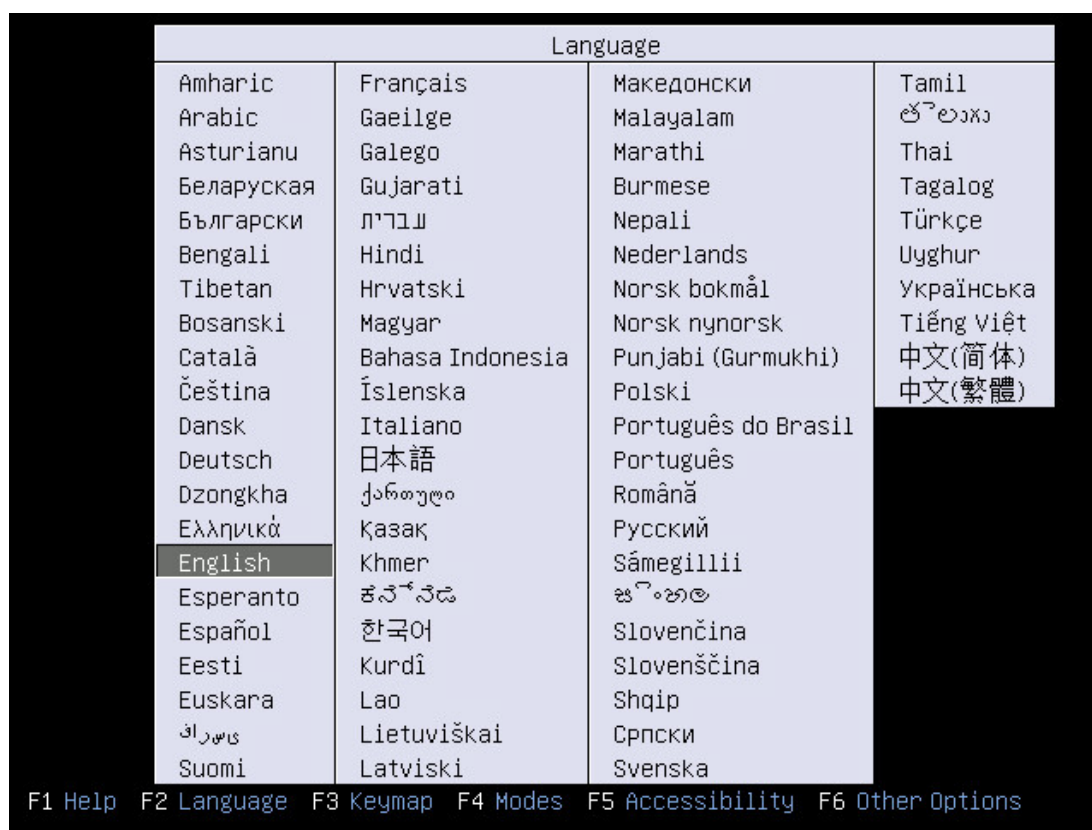 Language
Amharic
Arabic
Asturianu
Беларуская
Български
Bengali
Tibetan
Bosanski
Català
Čeština
Dansk
Deutsch
Dzongkha
Ελληνικά
English
Esperanto
Español
Eesti
Euskara
فارسی
Suomi
Français
Gaeilge
Galego
Gujarati
עברית
Hindi
Hrvatski
Magyar
Bahasa Indonesia
Íslenska
Italiano
日本語
ქართული
Қазақ
Khmer
ಕನ್ನಡ
한국어
Kurdî
Lao
Lietuviškai
Latviski
Македонски
Malayalam
Marathi
Burmese
Nepali
Nederlands
Norsk bokmål
Norsk nynorsk
Punjabi (Gurmukhi)
Polski
Português do Brasil
Português
Română
Русский
Sámegillii
සිංහල
Slovenčina
Slovenščina
Shqip
Српски
Svenska
Tamil
తెలుగు
Thai
Tagalog
Türkçe
Uyghur
Українська
Tiếng Việt
中文(简体)
中文(繁體)
F1 Help F2 Language F3 Keymap F4 Modes F5 Accessibility F6 Other Options